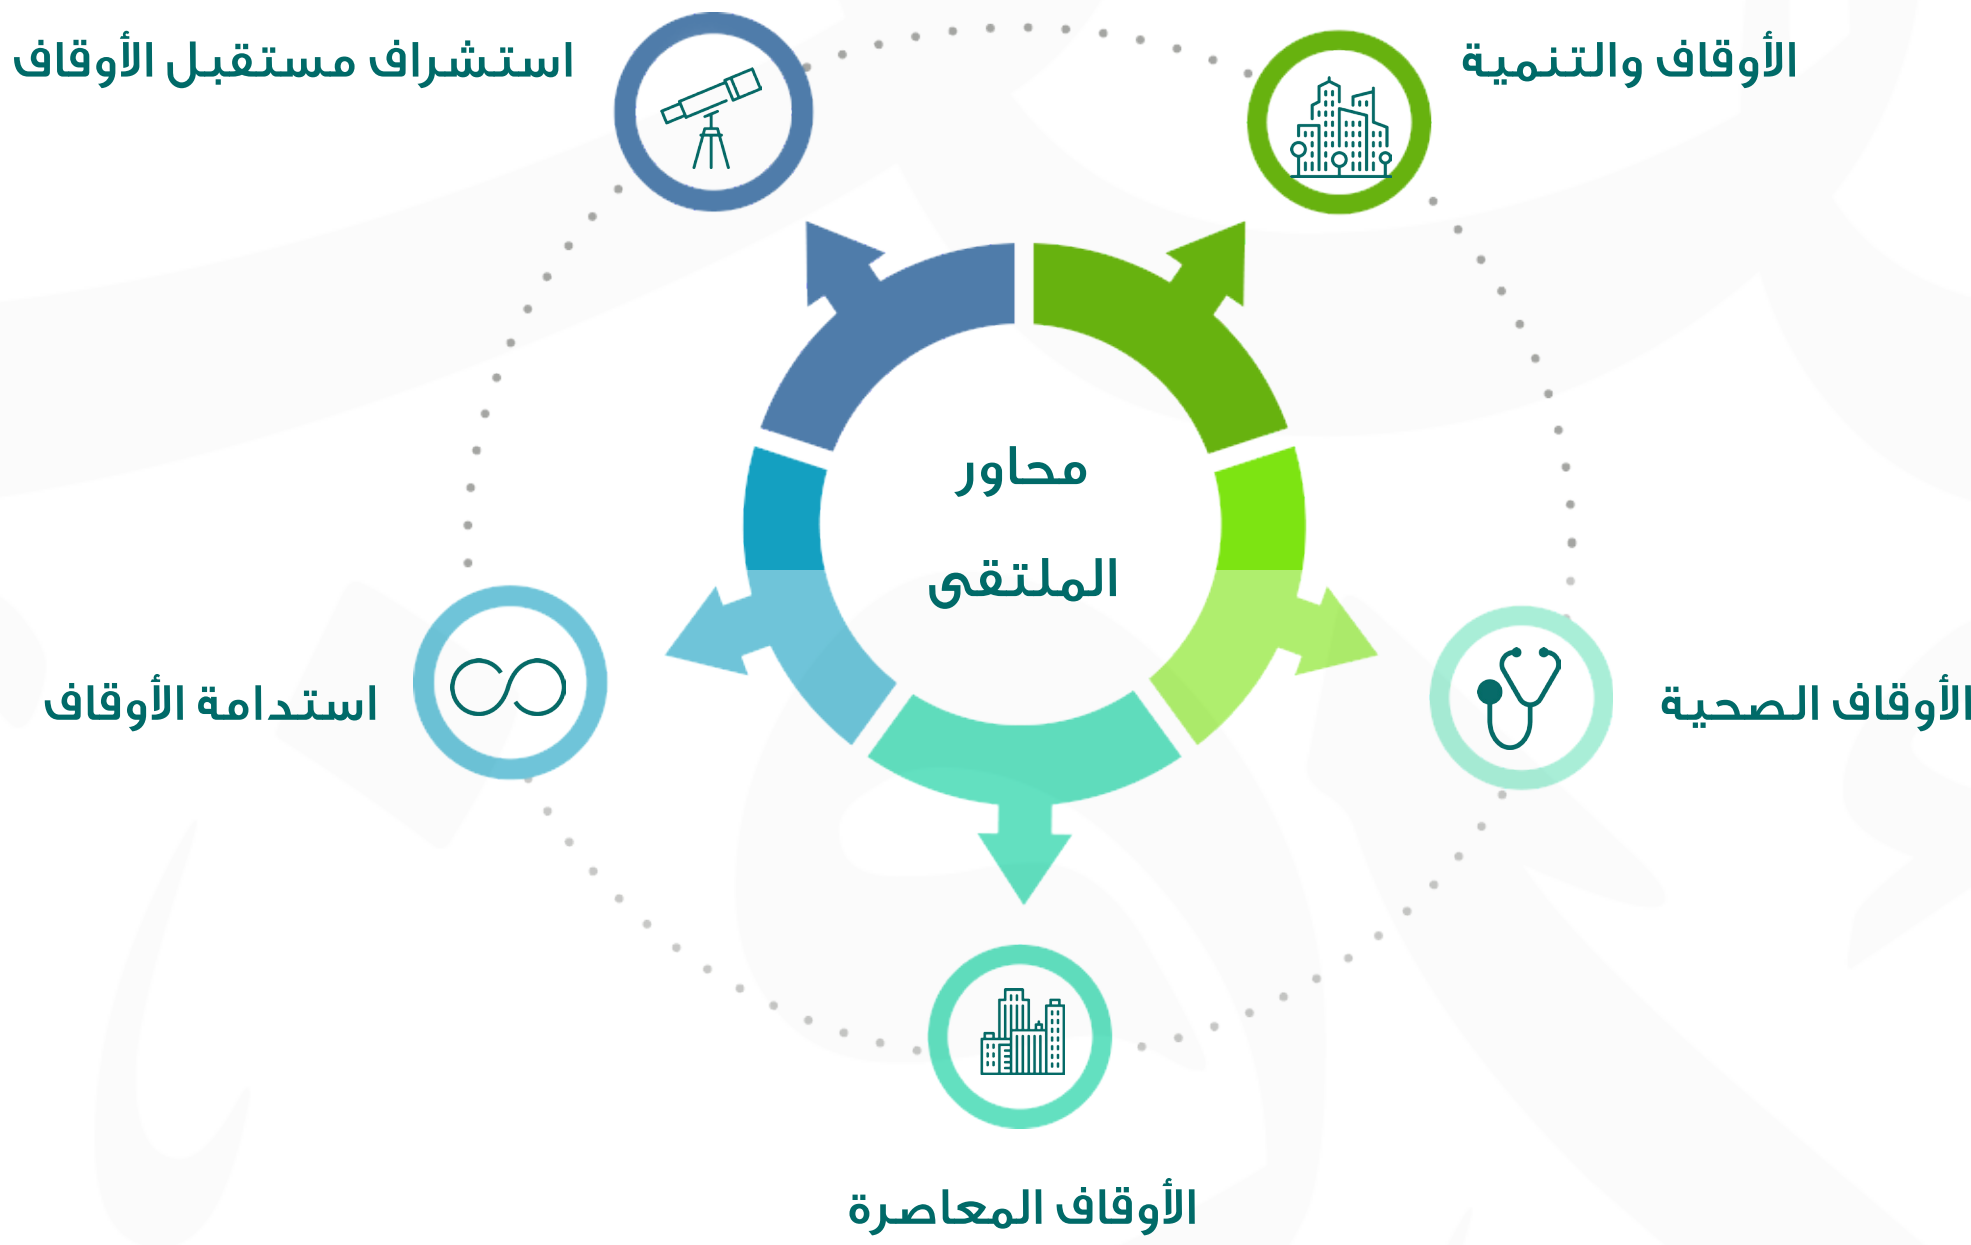 الأوقاف والتنمية
استشراف مستقبل الأوقاف
محاور
الملتقى
الأوقاف الصحية
استدامة الأوقاف
الأوقاف المعاصرة